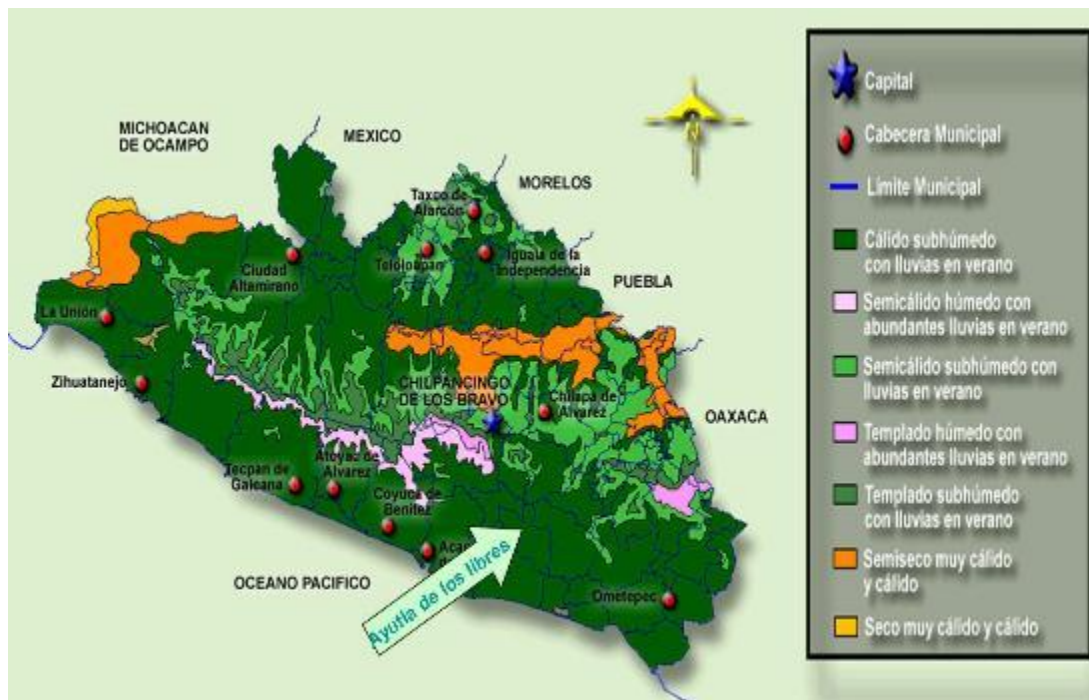 MICHOACAN
DE OCAMPO
MEXICO
MORELOS
Taxco de
Alarcón
Teloloapan
Iguala de la
Independencia
Ciudad
Altamirano
PUEBLA
La Unión
Zihuatanejo
CHILPANCINGO
DE LOS BRAVO
Chilapa de
Alvarez
OAXACA
Atoyac de
Alvarez
Tecpan de
Galeana
Coyuca de
Benítez
OCEANO PACIFICO
Ayutla de los libres
Ometepec
N
Capital
Cabecera Municipal
Límite Municipal
Cálido subhúmedo
con lluvias en verano
Semicálido húmedo con
abundantes lluvias en verano
Semicálido subhúmedo con
lluvias en verano
Templado húmedo con
abundantes lluvias en verano
Templado subhúmedo
con lluvias en verano
Semiseco muy cálido
y cálido
Seco muy cálido y cálido